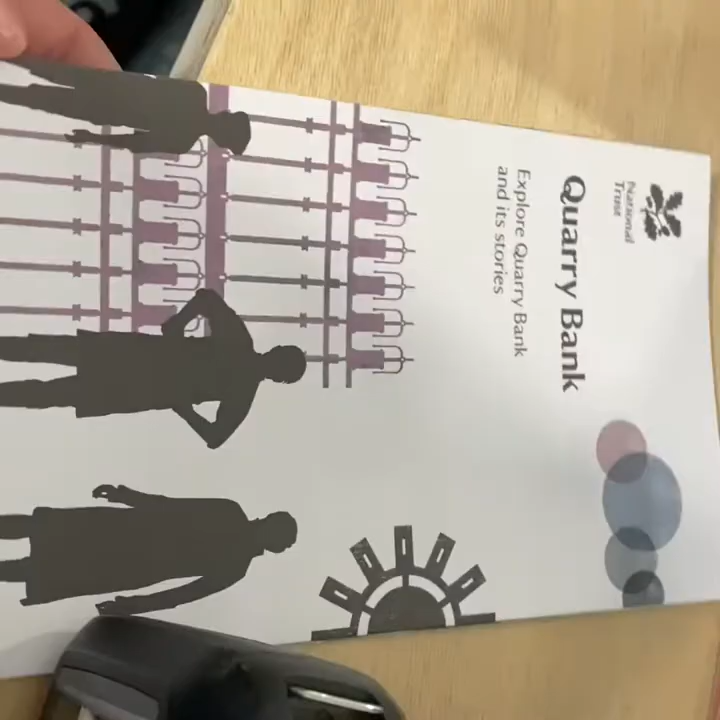 National
Trust
Quarry Bank
Explore Quarry Bank
and its stories